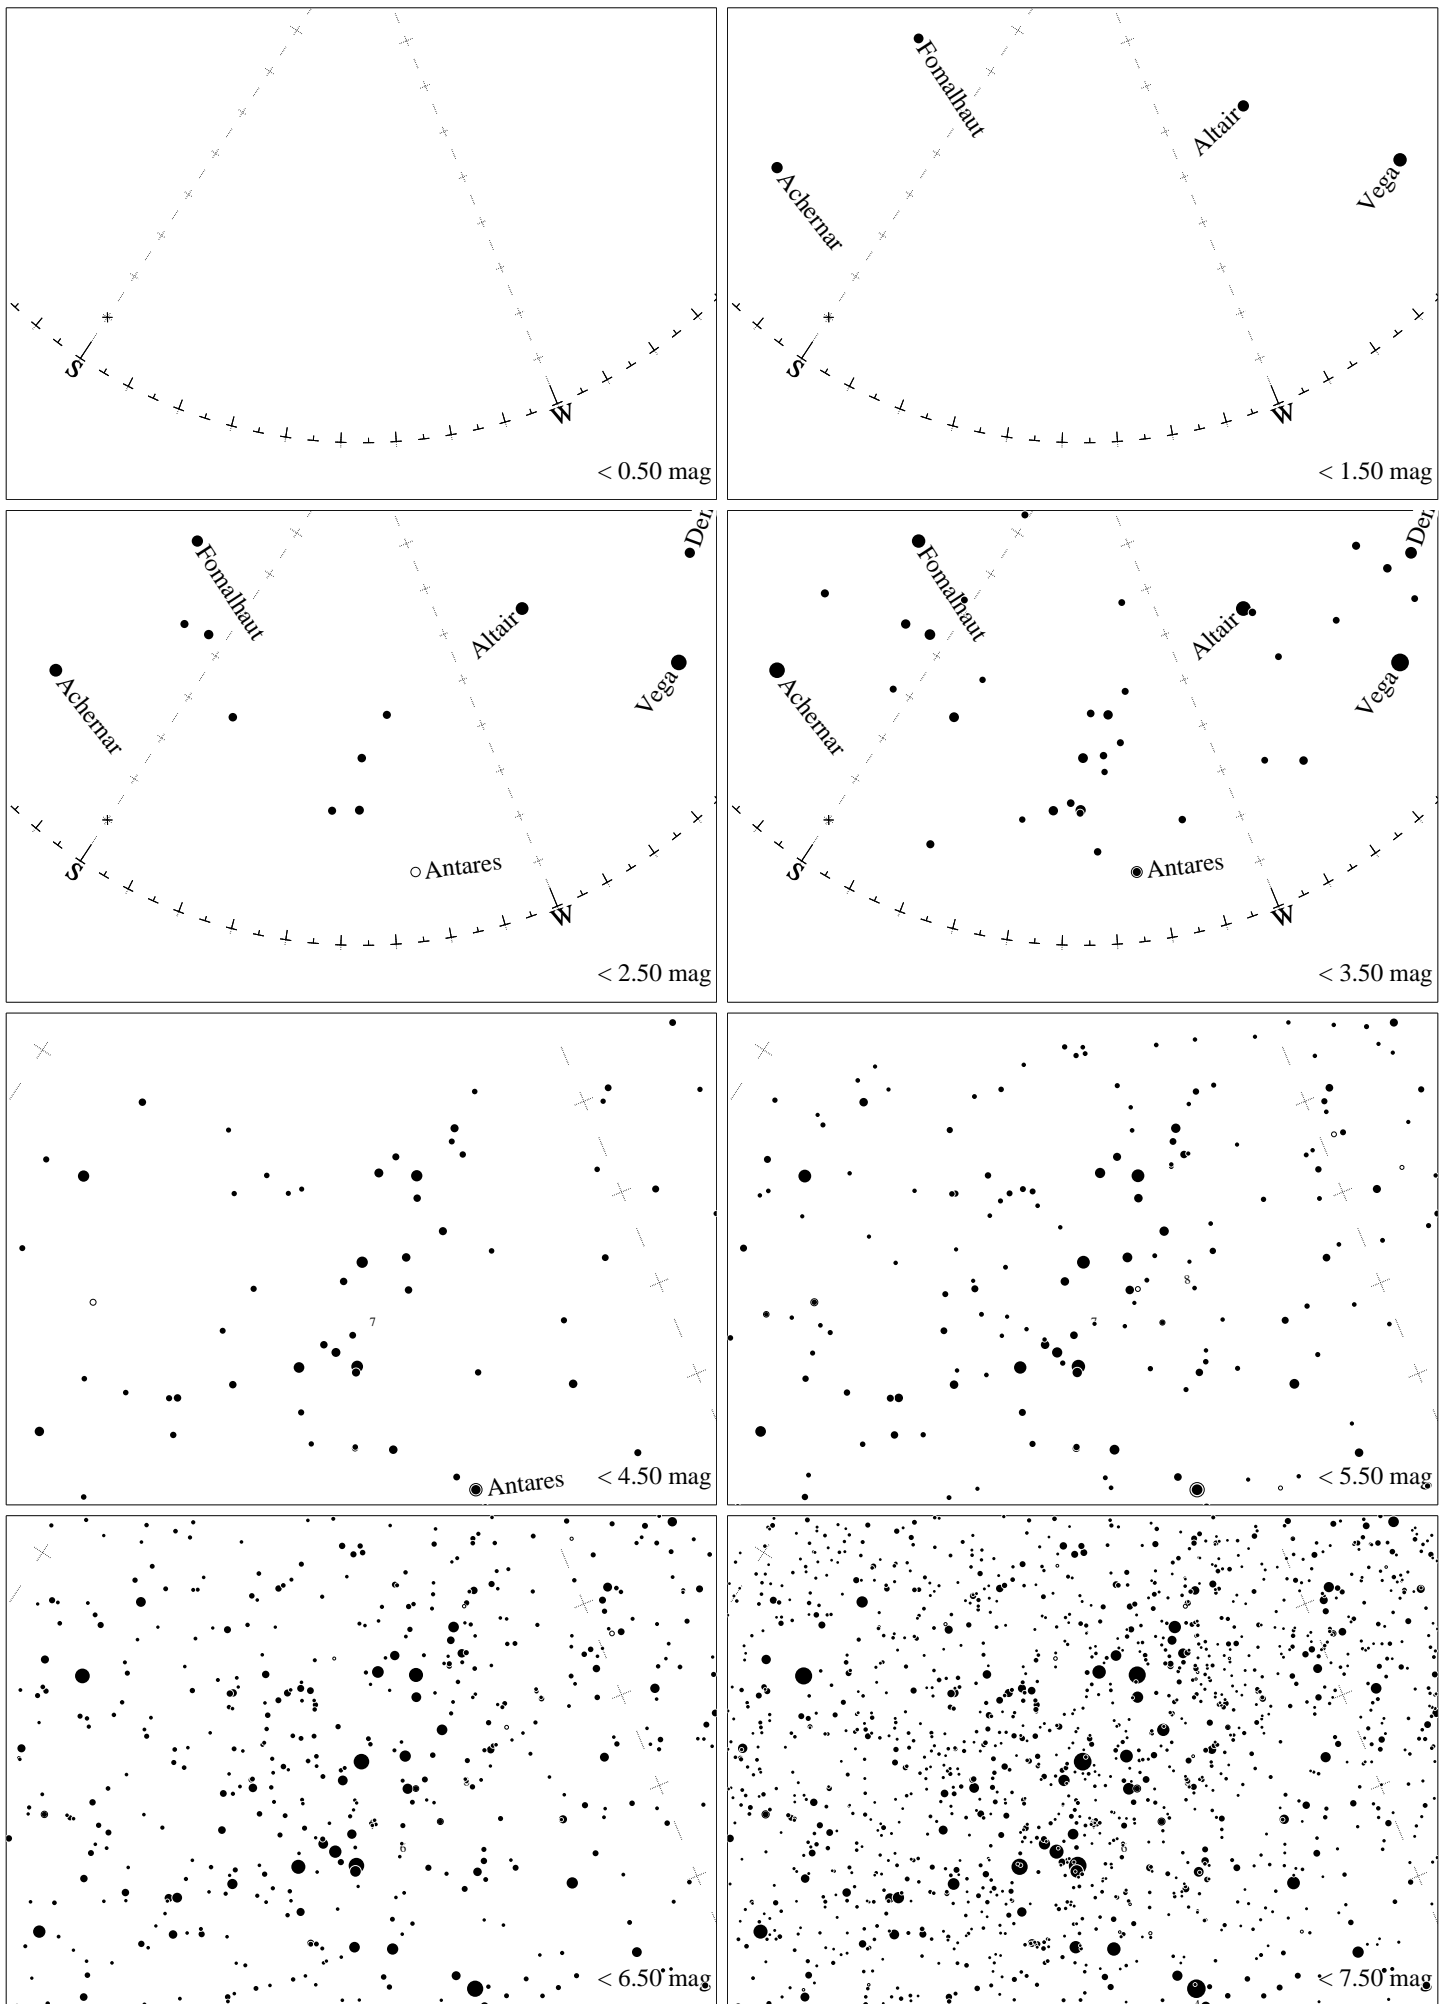 S
W
< 0.50 mag
Fomalhaut
Altair
Vega
Achernar
S
W
< 1.50 mag
Fomalhaut
Altair
Vega
Achernar
Antares
S
W
< 2.50 mag
Fomalhaut
Altair
Vega
Achernar
Antares
S
W
< 3.50 mag
7
Antares
< 4.50 mag
8
7
< 5.50 mag
6
< 6.50 mag
6
< 7.50 mag